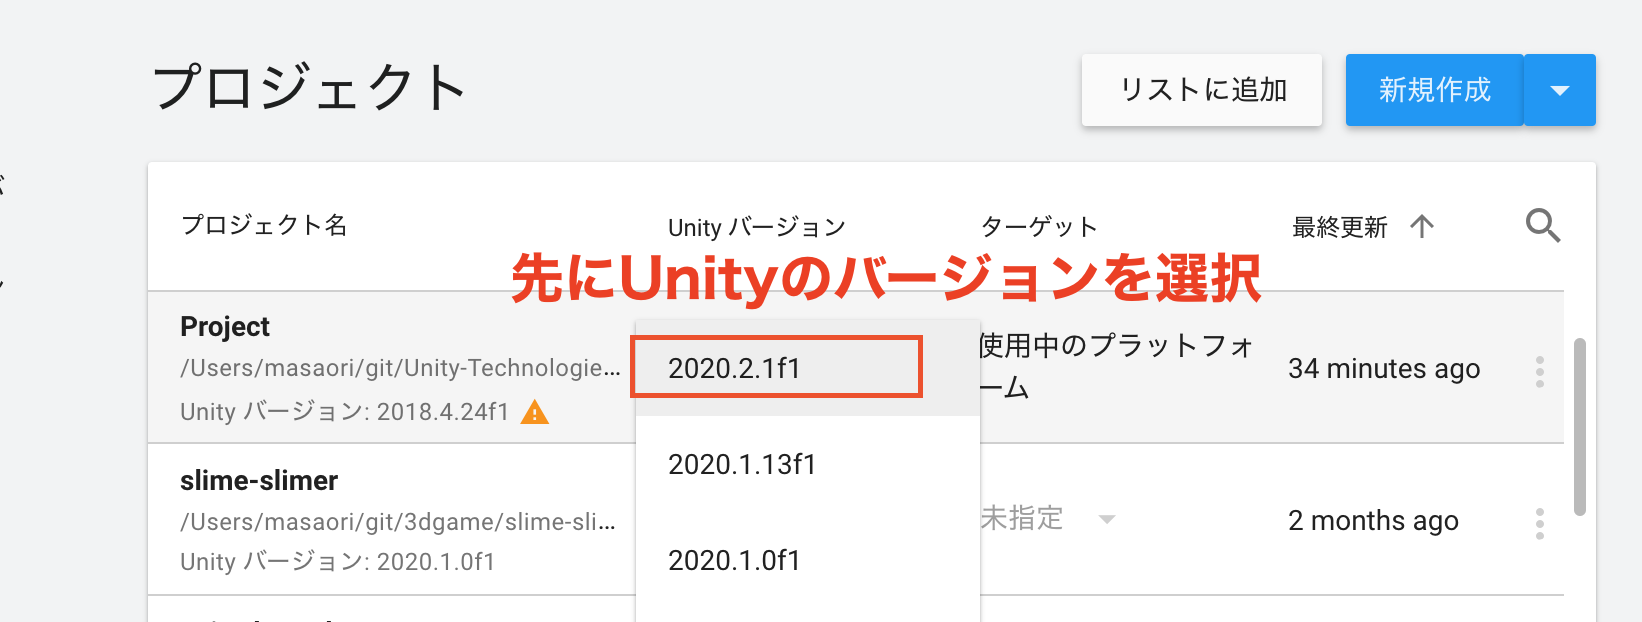 プロジェクト
リストに追加
新規作成
プロジェクト名
Unity バージョン
ターゲット
最終更新
先にUnityのバージョンを選択
Project
/Users/masaori/git/Unity-Technologie...
Unity バージョン: 2018.4.24f1
2020.2.1f1
使用中のプラットフォ
ーム
34 minutes ago
2020.1.13f1
slime-slimer
/Users/masaori/git/3dgame/slime-sli...
Unity バージョン: 2020.1.0f1
2020.1.0f1
未指定
2 months ago